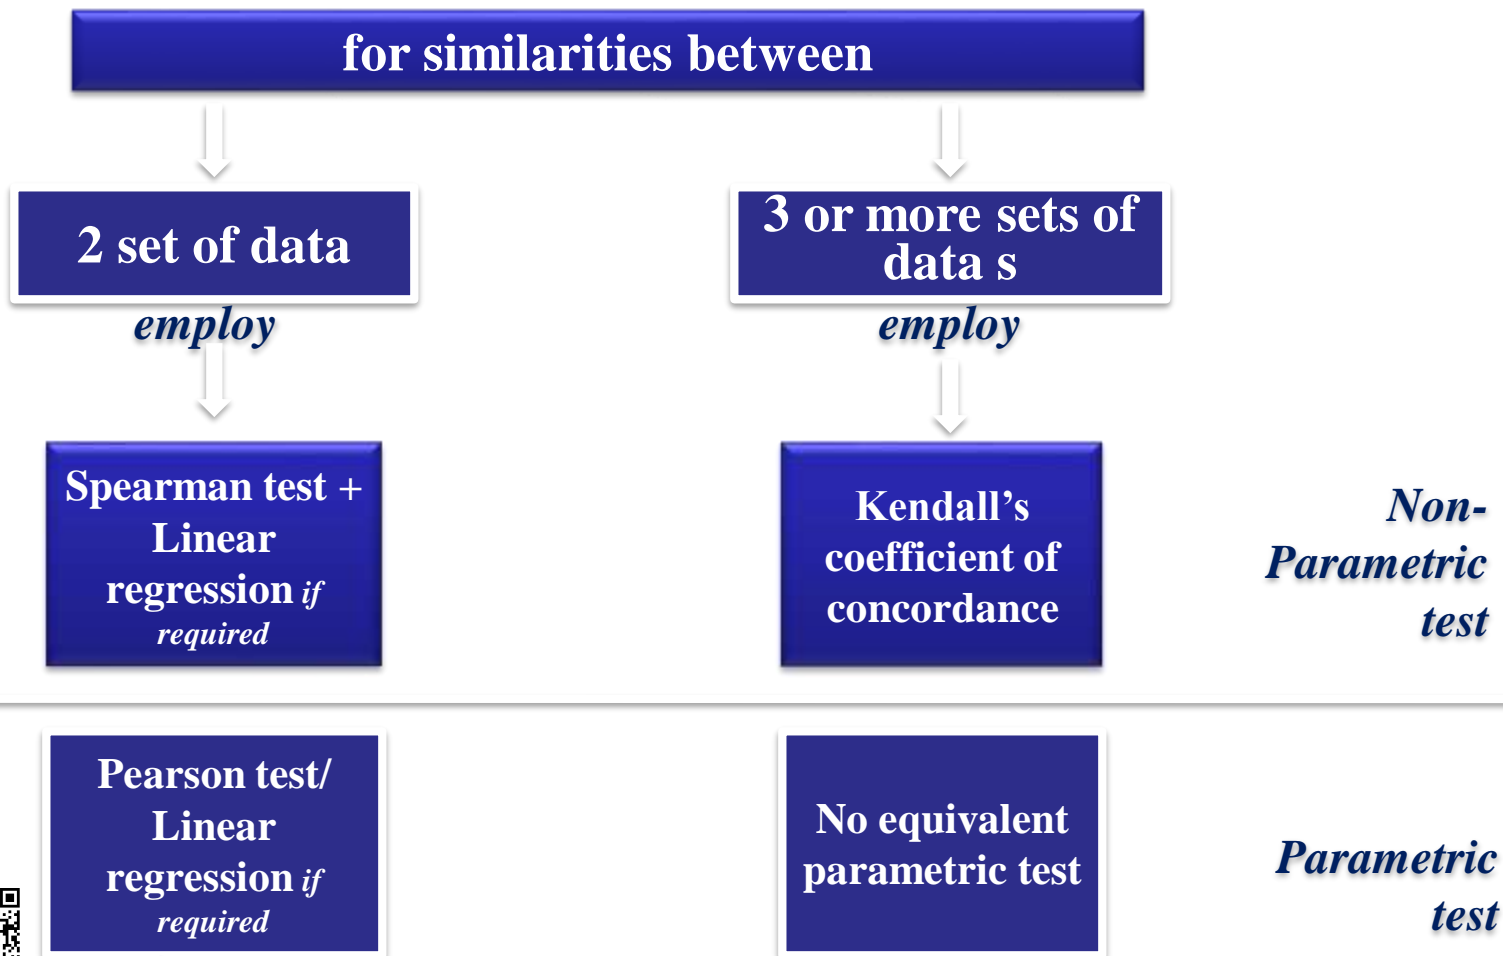 for similarities between
2 set of data
3 or more sets of
data s
employ
employ
Spearman test +
Linear
regression if
required
Kendall’s
coefficient of
concordance
Non-
Parametric
test
Pearson test/
Linear
regression if
required
No equivalent
parametric test
Parametric
test